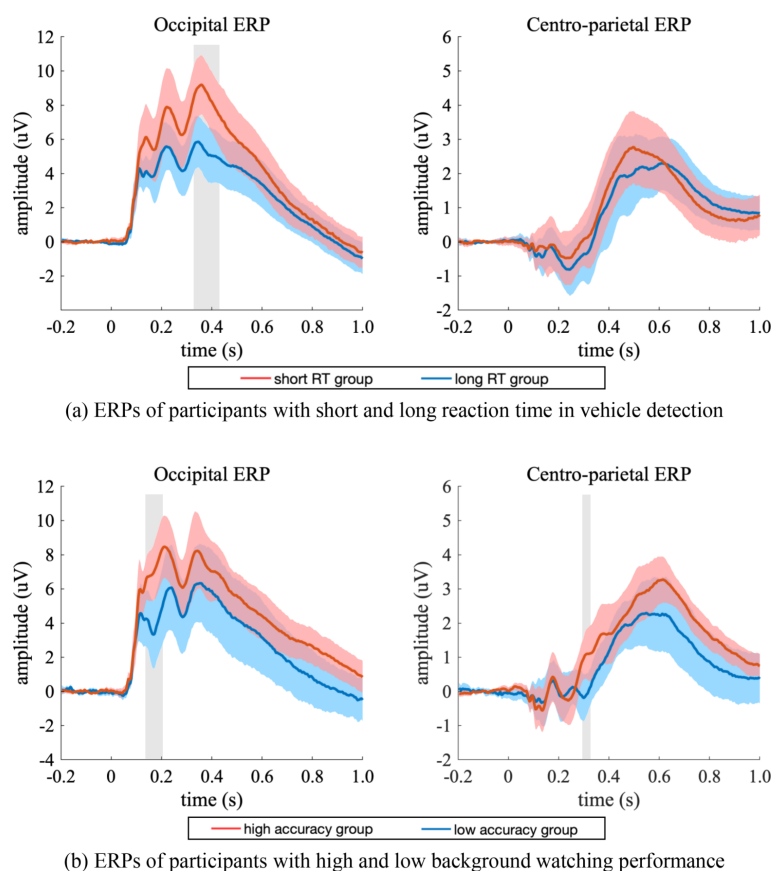 Occipital ERP
Centro-parietal ERP
amplitude (uV)
12
10
8
6
4
2
0
-2
-0.2 0 0.2 0.4 0.6 0.8 1.0
time (s)
amplitude (uV)
6
5
4
3
2
1
0
-1
-2
-0.2 0 0.2 0.4 0.6 0.8 1.0
time (s)
short RT group long RT group
(a) ERPs of participants with short and long reaction time in vehicle detection
Occipital ERP
Centro-parietal ERP
amplitude (uV)
12
10
8
6
4
2
0
-2
-4
-0.2 0 0.2 0.4 0.6 0.8 1.0
time (s)
amplitude (uV)
6
5
4
3
2
1
0
-1
-2
-0.2 0 0.2 0.4 0.6 0.8 1.0
time (s)
high accuracy group low accuracy group
(b) ERPs of participants with high and low background watching performance